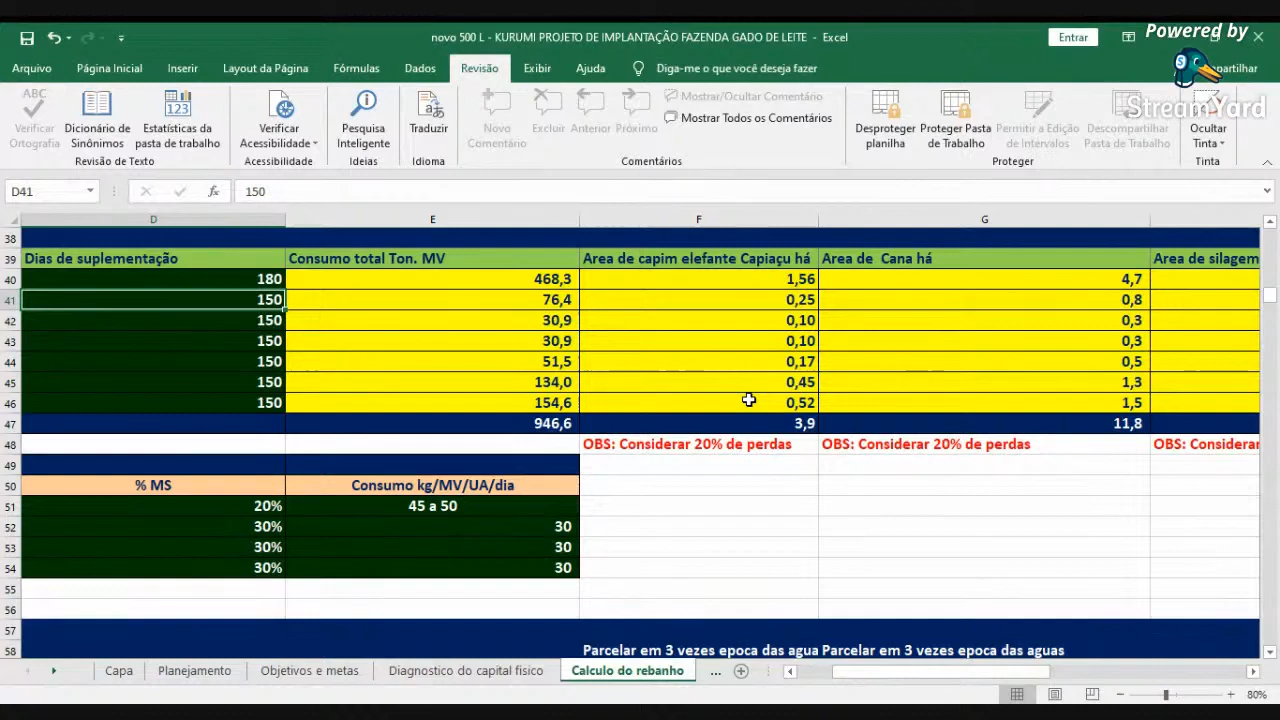 Powered by
StreamYard
novo 500 L - KURUMI PROJETO DE IMPLANTAÇÃO FAZENDA GADO DE LEITE - Excel
Entrar
Arquivo Página Inicial Inserir Layout da Página Fórmulas Dados Revisão Exibir Ajuda Diga-me o que você deseja fazer
Verificar Ortografia
Dicionário de Sinônimos
Estatísticas da pasta de trabalho
Verificar Acessibilidade
Pesquisa Inteligente
Traduzir
Novo Comentário
Excluir
Anterior
Próximo
Mostrar/Ocultar Comentário
Mostrar Todos os Comentários
Desproteger planilha
Proteger Pasta de Trabalho
Permitir a Edição de Intervalos
Descompartilhar Pasta de Trabalho
Ocultar Tinta
Revisão de Texto Acessibilidade Ideias Idioma Comentários Proteger Tinta
D41 fx 150
D E F G
38
39 Dias de suplementação Consumo total Ton. MV Area de capim elefante Capiaçu há Area de Cana há Area de silagem
40 180 468,3 1,56 4,7
41 150 76,4 0,25 0,8
42 150 30,9 0,10 0,3
43 150 30,9 0,10 0,3
44 150 51,5 0,17 0,5
45 150 134,0 0,45 1,3
46 150 154,6 0,52 1,5
47 946,6 3,9 11,8
48 OBS: Considerar 20% de perdas OBS: Considerar 20% de perdas OBS: Considerar
49
50 % MS Consumo kg/MV/UA/dia
51 20% 45 a 50
52 30% 30
53 30% 30
54 30% 30
55
56
57
58 Parcelar em 3 vezes epoca das agua Parcelar em 3 vezes epoca das aguas
Capa Planejamento Objetivos e metas Diagnostico do capital fisico Calculo do rebanho ...
80%